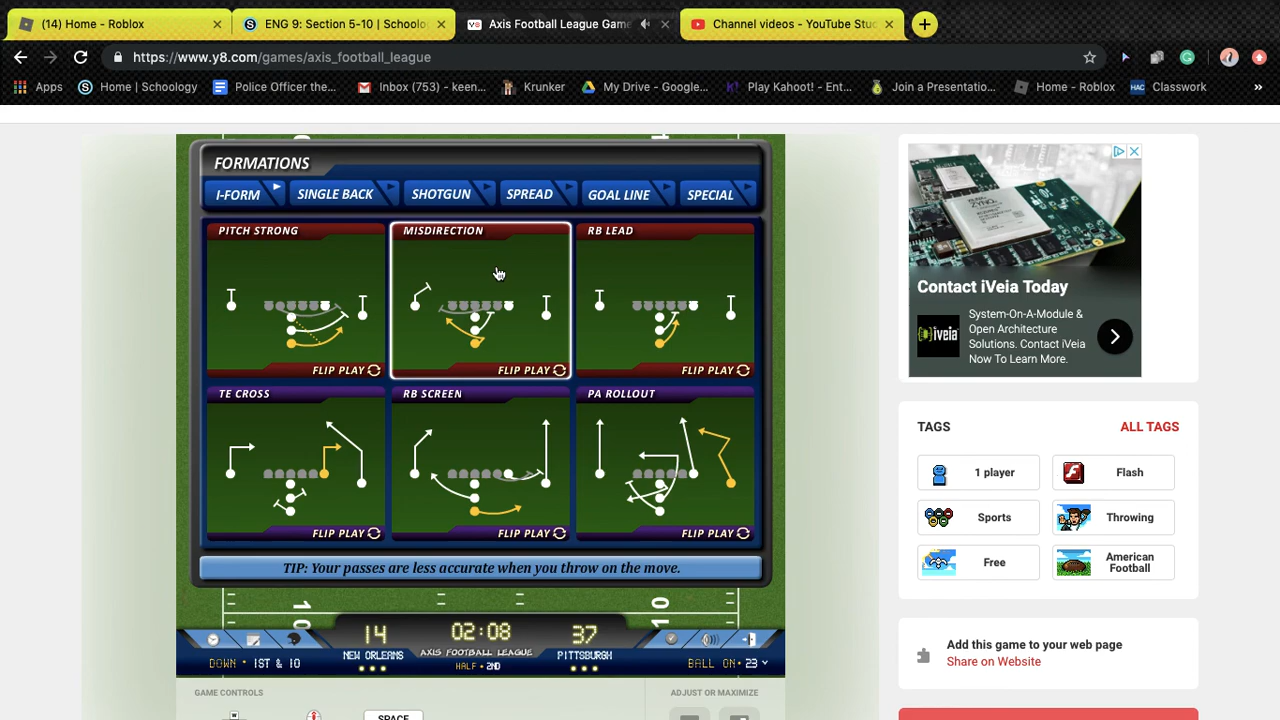 (14) Home - Roblox
ENG 9: Section 5-10 | Schoolo
Axis Football League Gam
Channel videos - YouTube Stu
https://www.y8.com/games/axis_football_league
Apps
Home | Schoology
Police Officer the...
Inbox (753) - keen...
Krunker
My Drive - Google...
Play Kahoot! - Ent...
Join a Presentatio...
Home - Roblox
HAC
Classwork
»
FORMATIONS
I-FORM
SINGLE BACK
SHOTGUN
SPREAD
GOAL LINE
SPECIAL
PITCH STRONG
MISDIRECTION
RB LEAD
FLIP PLAY
FLIP PLAY
FLIP PLAY
TE CROSS
RB SCREEN
PA ROLLOUT
FLIP PLAY
FLIP PLAY
FLIP PLAY
TIP: Your passes are less accurate when you throw on the move.
14
NEW ORLEANS
02:08
AXIS FOOTBALL LEAGUE
HALF • 2ND
37
PITTSBURGH
DOWN • 1ST & 10
BALL ON • 23
GAME CONTROLS
ADJUST OR MAXIMIZE
SPACE
ZYNQ
Contact iVeia Today
iveia
System-On-A-Module &
Open Architecture
Solutions. Contact iVeia
Now To Learn More.
TAGS
ALL TAGS
1 player
Flash
Sports
Throwing
Free
American
Football
Add this game to your web page
Share on Website